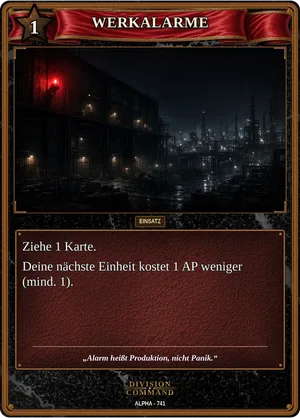 1
WERKALARME
EINSATZ
Ziehe 1 Karte.
Deine nächste Einheit kostet 1 AP weniger
(mind. 1).
„Alarm heißt Produktion, nicht Panik.“
DIVISION
COMMAND
ALPHA - 741